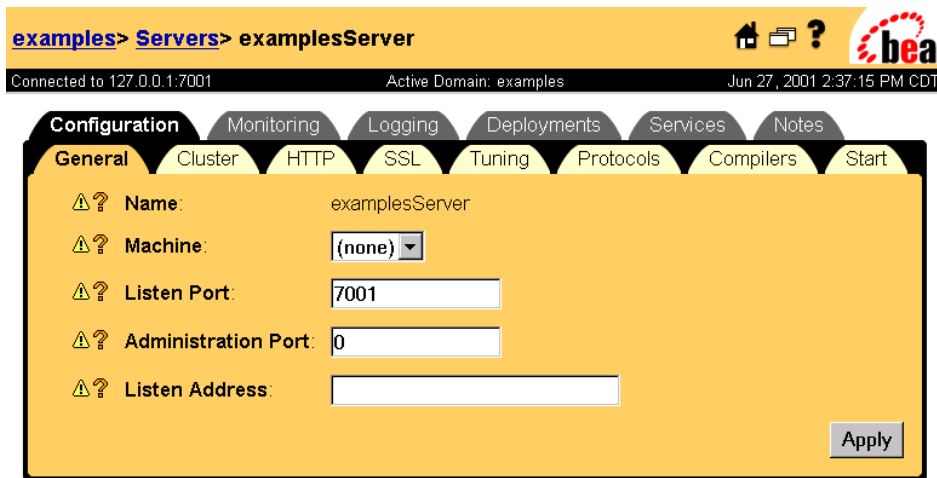 examples> Servers> examplesServer
?
bea
Connected to 127.0.0.1:7001 Active Domain: examples Jun 27, 2001 2:37:15 PM CDT
Configuration Monitoring Logging Deployments Services Notes
General Cluster HTTP SSL Tuning Protocols Compilers Start
? Name: examplesServer
? Machine: (none)
? Listen Port: 7001
? Administration Port: 0
? Listen Address:
Apply